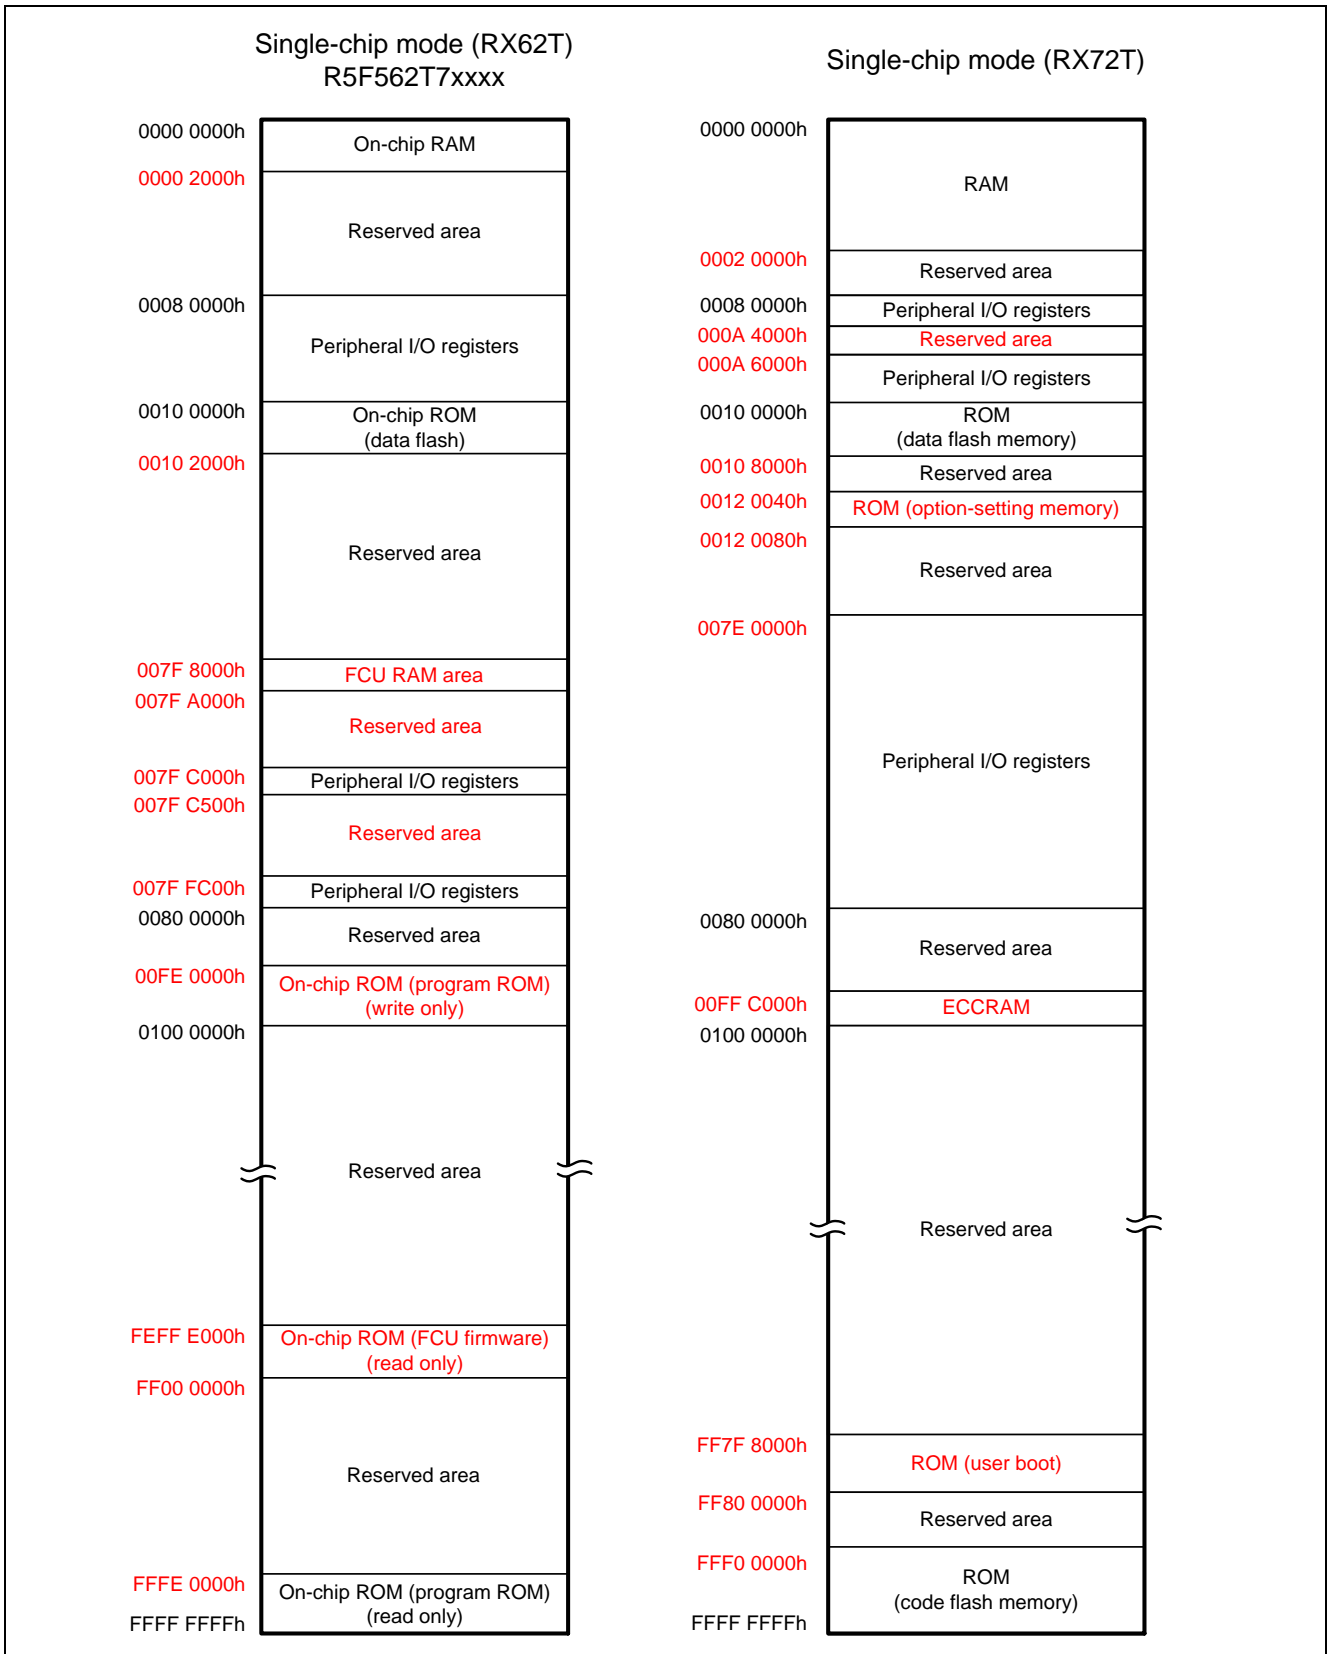 Single-chip mode (RX62T)
R5F562T7xxxx
0000 0000h
On-chip RAM
0000 2000h
Reserved area
0008 0000h
Peripheral I/O registers
0010 0000h
On-chip ROM
(data flash)
0010 2000h
Reserved area
007F 8000h
FCU RAM area
007F A000h
Reserved area
007F C000h
Peripheral I/O registers
007F C500h
Reserved area
007F FC00h
Peripheral I/O registers
0080 0000h
Reserved area
00FE 0000h
On-chip ROM (program ROM)
(write only)
0100 0000h
Reserved area
FEFF E000h
On-chip ROM (FCU firmware)
(read only)
FF00 0000h
Reserved area
FFFE 0000h
On-chip ROM (program ROM)
(read only)
FFFF FFFFh
Single-chip mode (RX72T)
0000 0000h
RAM
0002 0000h
Reserved area
0008 0000h
Peripheral I/O registers
000A 4000h
Reserved area
000A 6000h
Peripheral I/O registers
0010 0000h
ROM
(data flash memory)
0010 8000h
Reserved area
0012 0040h
ROM (option-setting memory)
0012 0080h
Reserved area
007E 0000h
Peripheral I/O registers
0080 0000h
Reserved area
00FF C000h
ECCRAM
0100 0000h
Reserved area
FF7F 8000h
ROM (user boot)
FF80 0000h
Reserved area
FFF0 0000h
ROM
(code flash memory)
FFFF FFFFh